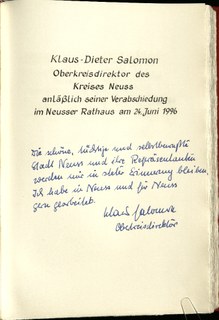 Klaus-Dieter Salomon
Oberkreisdirektor des
Kreises Neuss
anläßlich seiner Verabschiedung
im Neusser Rathaus am 24. Juni 1996
Die schöne, tüchtige und selbstbewußte
Stadt Neuss und ihre Repräsentanten
werden mir in steter Erinnerung bleiben.
Ich habe in Neuss und für Neuss
gern gearbeitet.
Klaus Salomon
Oberkreisdirektor